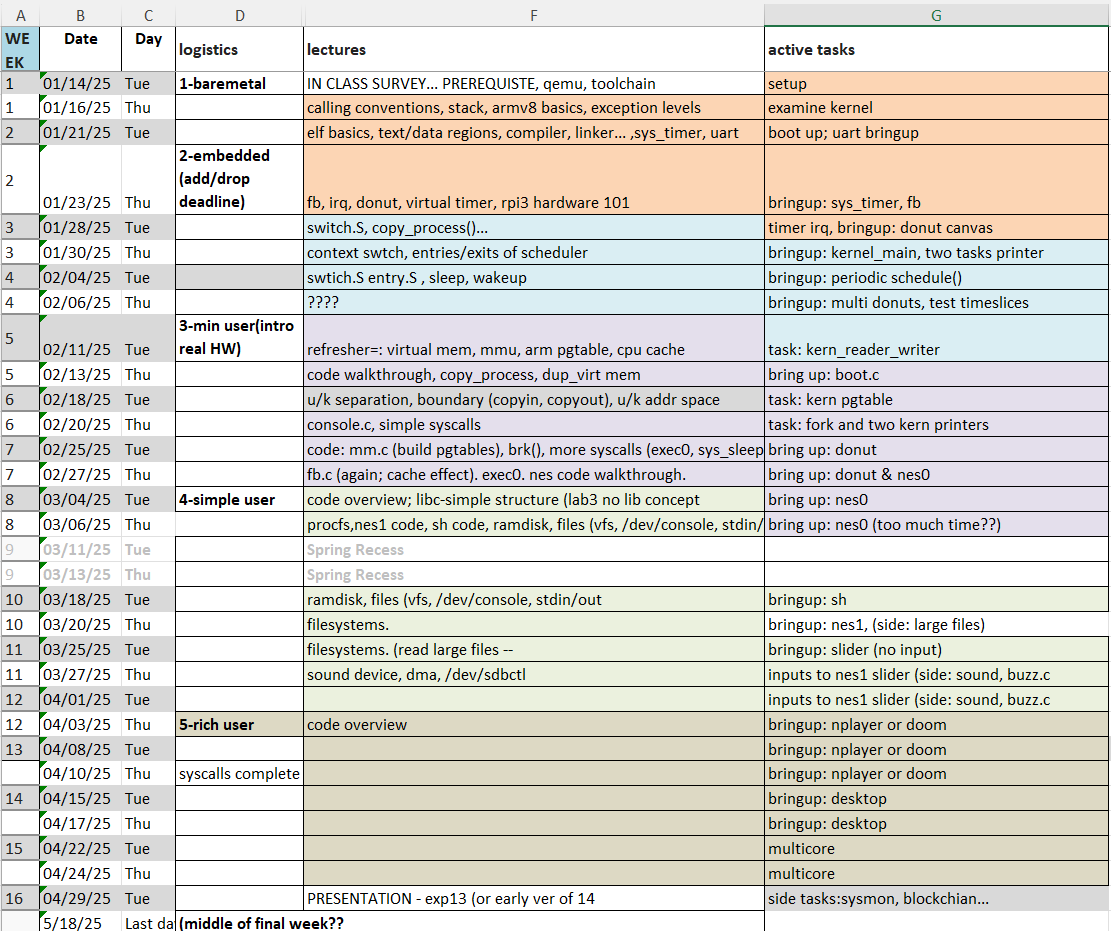 A B C D F G
WE
EK Date Day logistics lectures active tasks
1 01/14/25 Tue 1-baremetal IN CLASS SURVEY... PREREQUISTE, qemu, toolchain setup
1 01/16/25 Thu calling conventions, stack, armv8 basics, exception levels examine kernel
2 01/21/25 Tue elf basics, text/data regions, compiler, linker... ,sys_timer, uart boot up; uart bringup
2-embedded
(add/drop
2 01/23/25 Thu deadline) fb, irq, donut, virtual timer, rpi3 hardware 101 bringup: sys_timer, fb
3 01/28/25 Tue switch.S, copy_process()... timer irq, bringup: donut canvas
3 01/30/25 Thu context swtch, entries/exits of scheduler bringup: kernel_main, two tasks printer
4 02/04/25 Tue swtich.S entry.S , sleep, wakeup bringup: periodic schedule()
4 02/06/25 Thu ???? bringup: multi donuts, test timeslices
3-min user(intro
5 02/11/25 Tue real HW) refresher=: virtual mem, mmu, arm pgtable, cpu cache task: kern_reader_writer
5 02/13/25 Thu code walkthrough, copy_process, dup_virt mem bring up: boot.c
6 02/18/25 Tue u/k separation, boundary (copyin, copyout), u/k addr space task: kern pgtable
6 02/20/25 Thu console.c, simple syscalls task: fork and two kern printers
7 02/25/25 Tue code: mm.c (build pgtables), brk(), more syscalls (exec0, sys_sleep bring up: donut
7 02/27/25 Thu fb.c (again; cache effect). exec0. nes code walkthrough. bring up: donut & nes0
8 03/04/25 Tue 4-simple user code overview; libc-simple structure (lab3 no lib concept bring up: nes0
8 03/06/25 Thu procfs,nes1 code, sh code, ramdisk, files (vfs, /dev/console, stdin/ bring up: nes0 (too much time??)
9 03/11/25 Tue Spring Recess
9 03/13/25 Thu Spring Recess
10 03/18/25 Tue ramdisk, files (vfs, /dev/console, stdin/out bringup: sh
10 03/20/25 Thu filesystems. bringup: nes1, (side: large files)
11 03/25/25 Tue filesystems. (read large files -- bringup: slider (no input)
11 03/27/25 Thu sound device, dma, /dev/sdbctl inputs to nes1 slider (side: sound, buzz.c
12 04/01/25 Tue inputs to nes1 slider (side: sound, buzz.c
12 04/03/25 Thu 5-rich user code overview bringup: nplayer or doom
13 04/08/25 Tue bringup: nplayer or doom
04/10/25 Thu syscalls complete bringup: nplayer or doom
14 04/15/25 Tue bringup: desktop
04/17/25 Thu bringup: desktop
15 04/22/25 Tue multicore
04/24/25 Thu multicore
16 04/29/25 Tue PRESENTATION - exp13 (or early ver of 14 side tasks:sysmon, blockchian...
5/18/25 Last da (middle of final week??